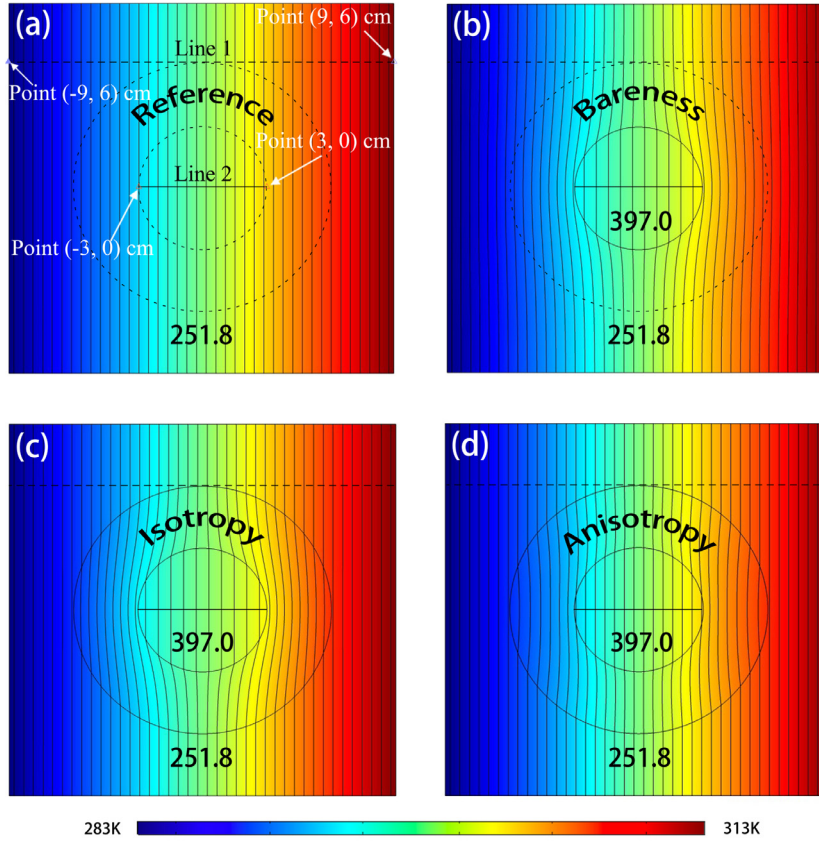 (a)
Point (9, 6) cm
Line 1
Point (-9, 6) cm
Reference
Point (3, 0) cm
Line 2
Point (-3, 0) cm
251.8
(b)
Bareness
397.0
251.8
(c)
Isotropy
397.0
251.8
(d)
Anisotropy
397.0
251.8
283K
313K